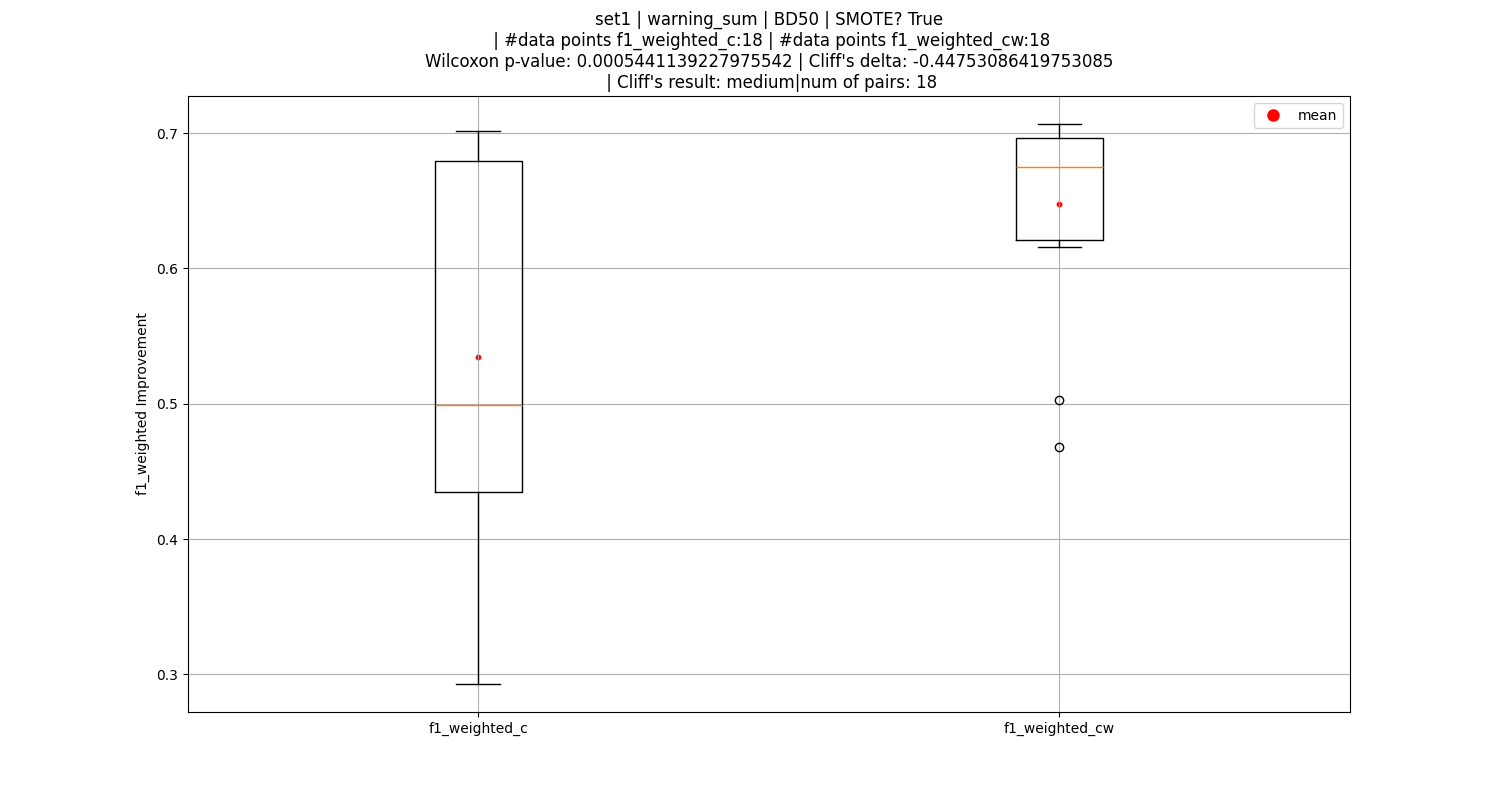 set1 | warning_sum | BD50 | SMOTE? True
| #data points f1_weighted_c:18 | #data points f1_weighted_cw:18
Wilcoxon p-value: 0.0005441139227975542 | Cliff's delta: -0.44753086419753085
| Cliff's result: medium|num of pairs: 18
mean
0.7
0.6
0.5
0.4
0.3
f1_weighted Improvement
f1_weighted_c
f1_weighted_cw